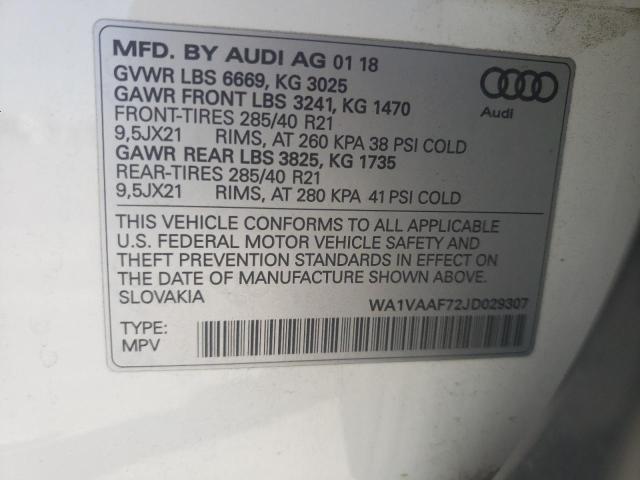 MFD. BY AUDI AG 01 18
GVWR LBS 6669, KG 3025
GAWR FRONT LBS 3241, KG 1470
FRONT-TIRES 285/40 R21
9,5JX21 RIMS, AT 260 KPA 38 PSI COLD
GAWR REAR LBS 3825, KG 1735
REAR-TIRES 285/40 R21
9,5JX21 RIMS, AT 280 KPA 41 PSI COLD
Audi
THIS VEHICLE CONFORMS TO ALL APPLICABLE
U.S. FEDERAL MOTOR VEHICLE SAFETY AND
THEFT PREVENTION STANDARDS IN EFFECT ON
THE DATE OF MANUFACTURE SHOWN ABOVE.
SLOVAKIA WA1VAAF72JD029307
TYPE:
MPV